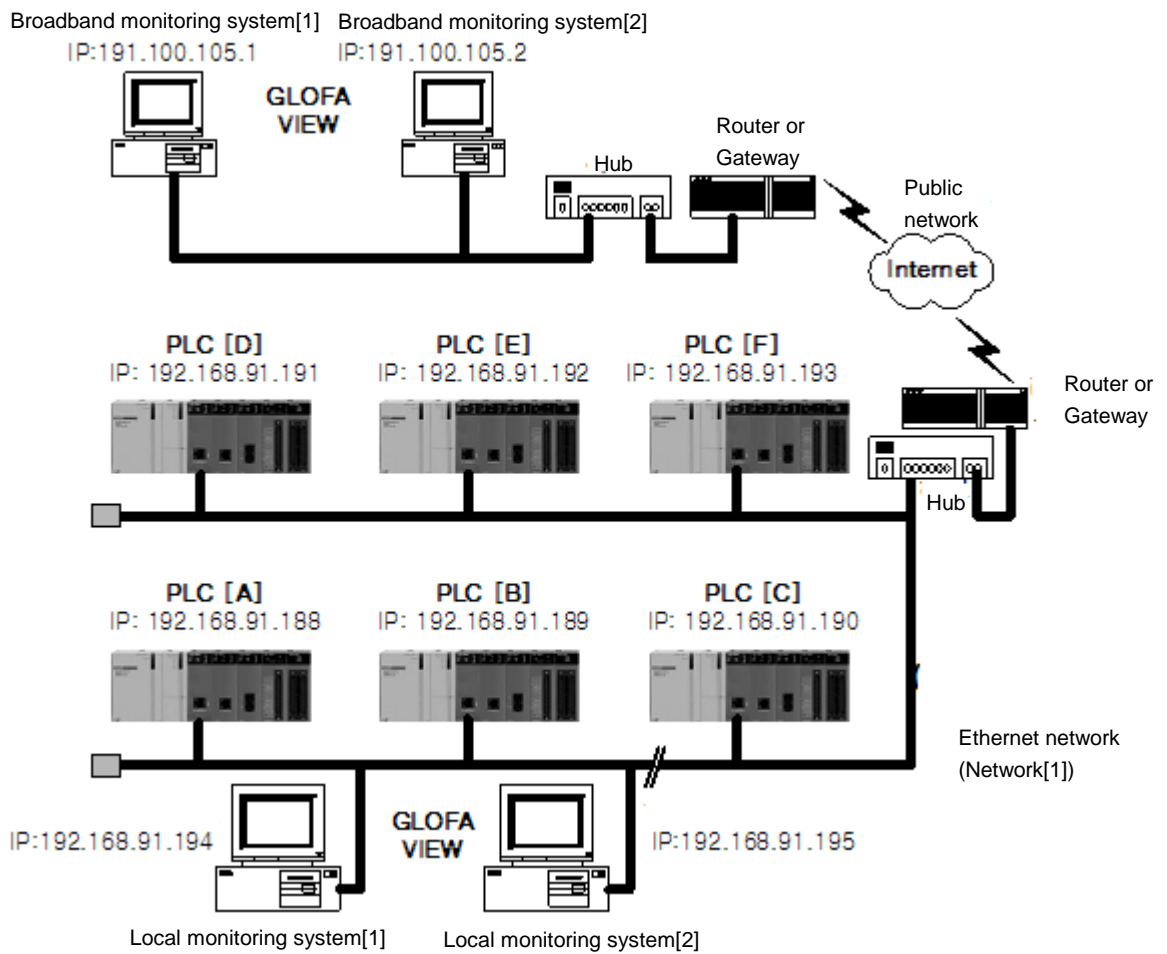 Broadband monitoring system[1]
Broadband monitoring system[2]
IP:191.100.105.1
IP:191.100.105.2
GLOFA
VIEW
Hub
Router or
Gateway
Public
network
Internet
PLC [D]
IP: 192.168.91.191
PLC [E]
IP: 192.168.91.192
PLC [F]
IP: 192.168.91.193
Router or
Gateway
Hub
PLC [A]
IP: 192.168.91.188
PLC [B]
IP: 192.168.91.189
PLC [C]
IP: 192.168.91.190
Ethernet network
(Network[1])
IP:192.168.91.194
GLOFA
VIEW
IP:192.168.91.195
Local monitoring system[1]
Local monitoring system[2]